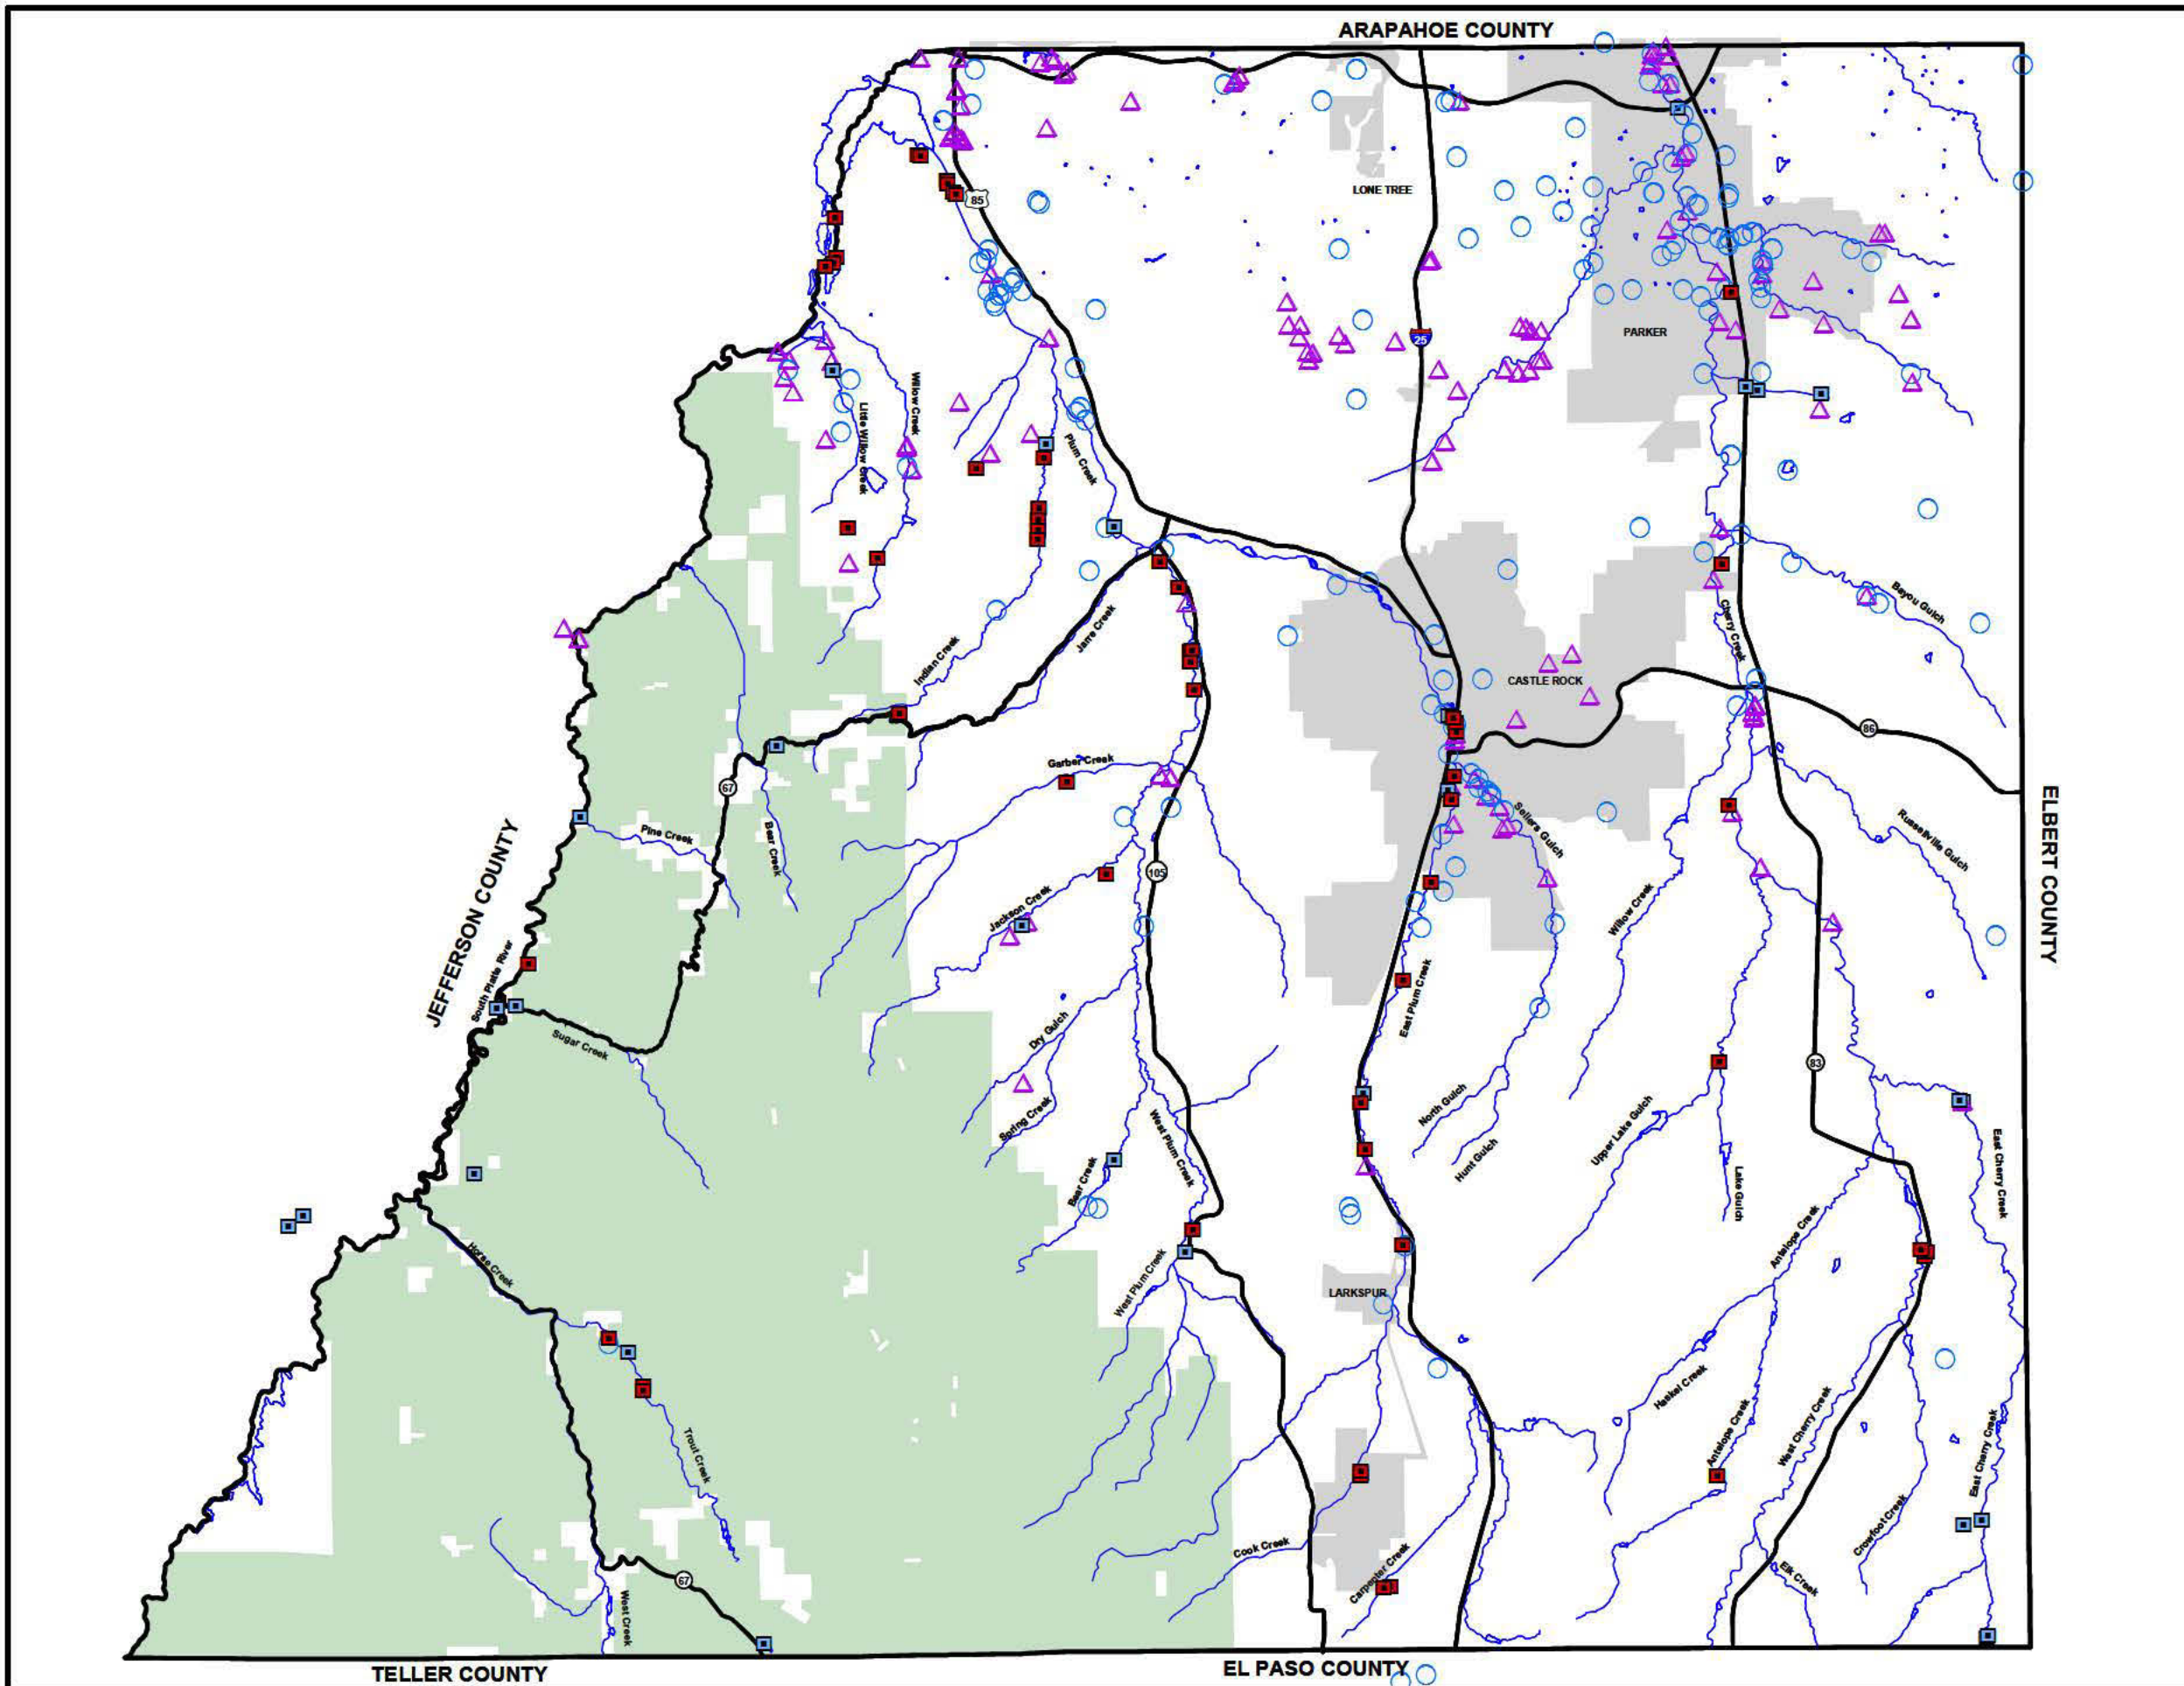 ARAPAHOE COUNTY
85
LONE TREE
25
PARKER
Willow Creek
Little Willow Creek
Plum Creek
Bayou Gulch
Cherry Creek
Jarre Creek
Indian Creek
CASTLE ROCK
86
Garber Creek
67
Sellers Gulch
ELBERT COUNTY
Pine Creek
Bear Creek
Russellville Gulch
105
JEFFERSON COUNTY
Jackson Creek
Willow Creek
South Platte River
East Plum Creek
Dry Gulch
Sugar Creek
83
North Gulch
Spring Creek
Upper Lake Gulch
Hunt Gulch
West Plum Creek
Bear Creek
Lake Gulch
East Cherry Creek
Antelope Creek
Horse Creek
West Plum Creek
LARKSPUR
Haskel Creek
Antelope Creek
West Cherry Creek
Trout Creek
East Cherry Creek
Crowfoot Creek
Cook Creek
Carpenter Creek
Elk Creek
67
West Creek
TELLER COUNTY
EL PASO COUNTY